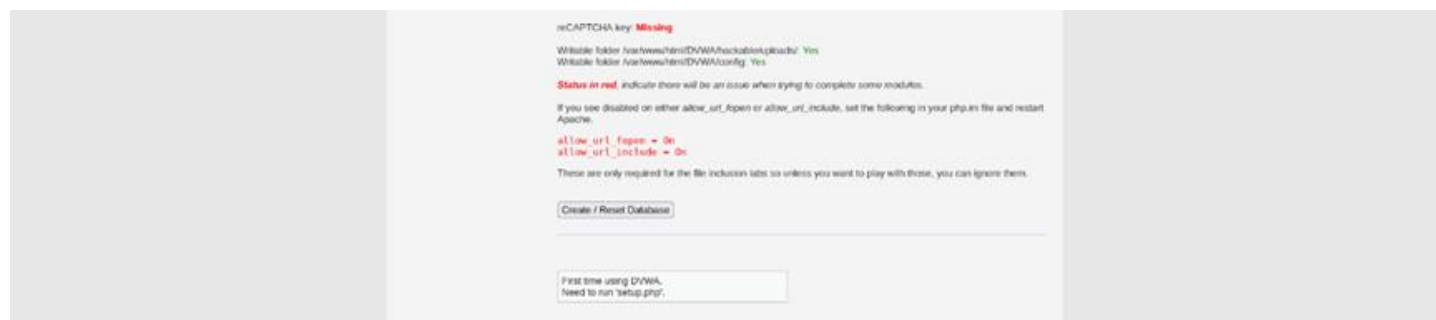 reCAPTCHA key: Missing
Writable folder /var/www/html/DVWA/hackable/uploads/: Yes
Writable folder /var/www/html/DVWA/config: Yes
Status in red, indicate there will be an issue when trying to complete some modules.
If you see disabled on either allow_url_fopen or allow_url_include, set the following in your php.ini file and restart
Apache.
allow_url_fopen = On
allow_url_include = On
These are only required for the file inclusion labs so unless you want to play with those, you can ignore them.
Create / Reset Database
First time using DVWA.
Need to run 'setup.php'.